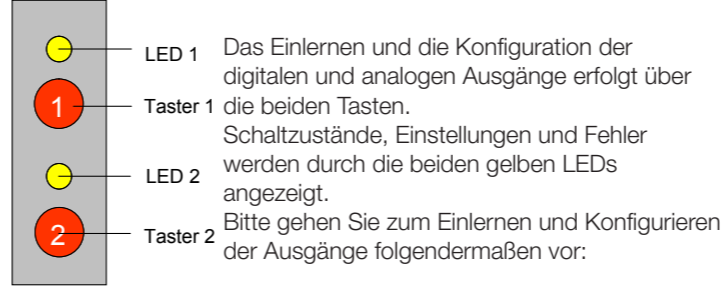 LED 1
1
Taster 1
LED 2
2
Taster 2
Das Einlernen und die Konfiguration der
digitalen und analogen Ausgänge erfolgt über
die beiden Tasten.
Schaltzustände, Einstellungen und Fehler
werden durch die beiden gelben LEDs
angezeigt.
Bitte gehen Sie zum Einlernen und Konfigurieren
der Ausgänge folgendermaßen vor: